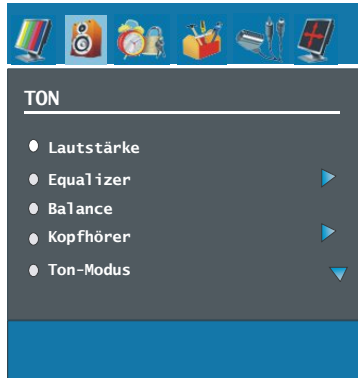 TON
Lautstärke
Equalizer
Balance
Kopfhörer
Ton-Modus